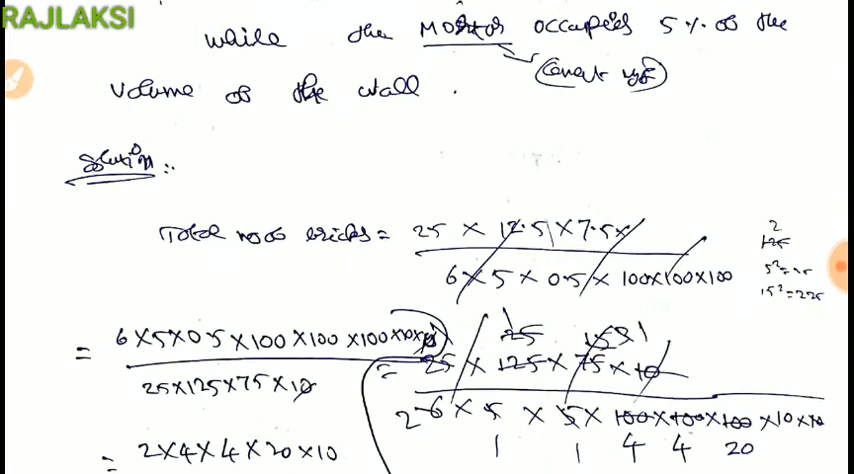 RAJLAKSI
while the Mortar occupies 5% of the
volume of the wall.
Cement
Solution :-
Total no of bricks = 25 × 12.5 × 7.5 ×
6 × 5 × 0.5 × 100×100×100
2
125
5²=25
15²=225
= 6×5×0.5×100×100×100×10×10
25×125×75×10
= 25 × 125 × 75 × 10
6 × 5 × 5 × 100×100×100×10×10
2
1 1 4 4 20
= 2×4×4×20×10